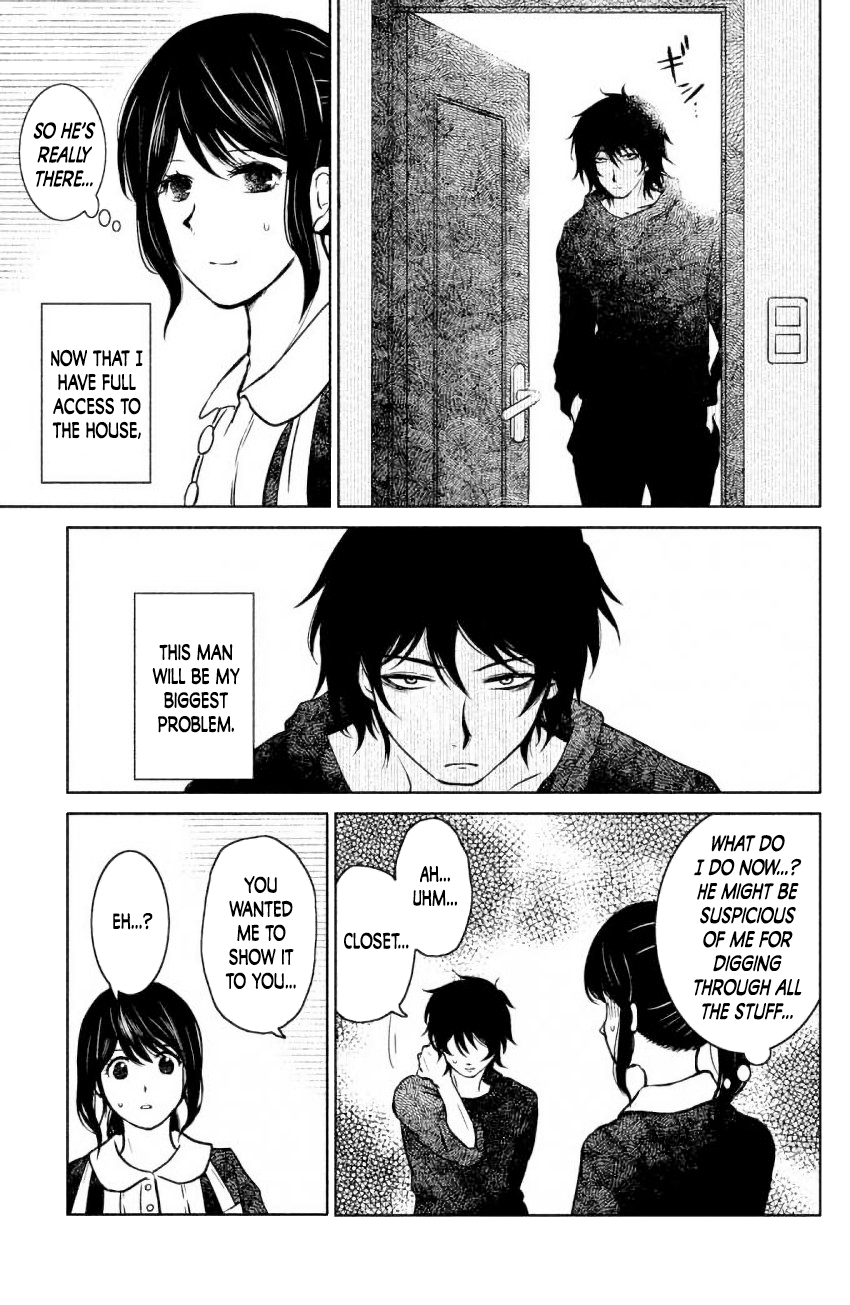 ギシ…
SO HE'S
REALLY
THERE...
NOW THAT I
HAVE FULL
ACCESS TO
THE HOUSE,
THIS MAN
WILL BE MY
BIGGEST
PROBLEM.
WHAT DO
I DO NOW...?
HE MIGHT BE
SUSPICIOUS
OF ME FOR
DIGGING
THROUGH ALL
THE STUFF...
AH...
UHM...
CLOSET...
YOU
WANTED
ME TO
SHOW IT
TO YOU...
EH...?